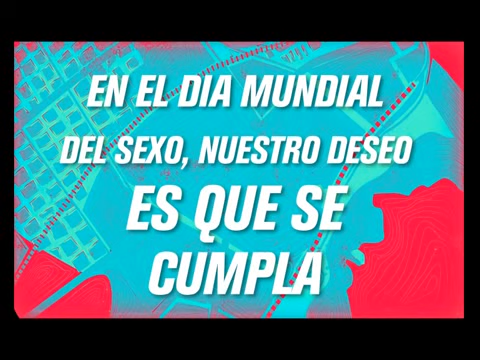 EN EL DIA MUNDIAL
DEL SEXO, NUESTRO DESEO
ES QUE SE
CUMPLA